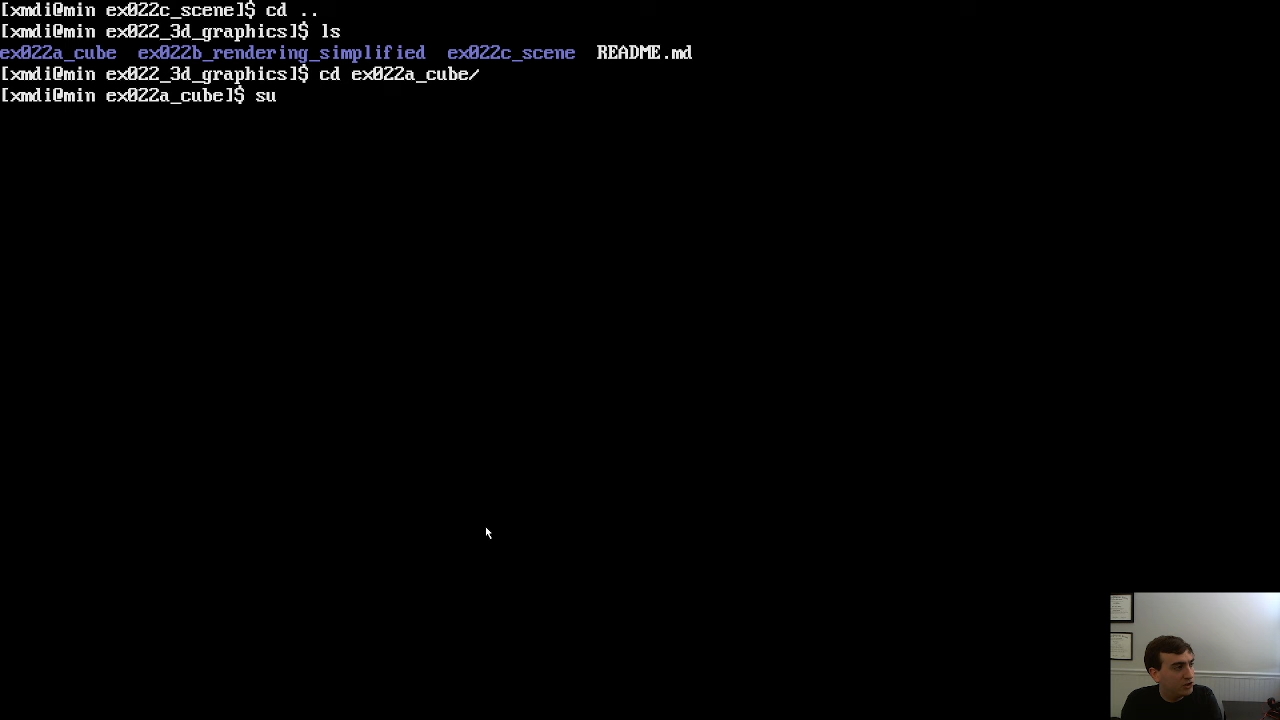 [xmdi@min ex022c_scene]$ cd ..
[xmdi@min ex022_3d_graphics]$ ls
ex022a_cube  ex022b_rendering_simplified  ex022c_scene  README.md
[xmdi@min ex022_3d_graphics]$ cd ex022a_cube/
[xmdi@min ex022a_cube]$ su